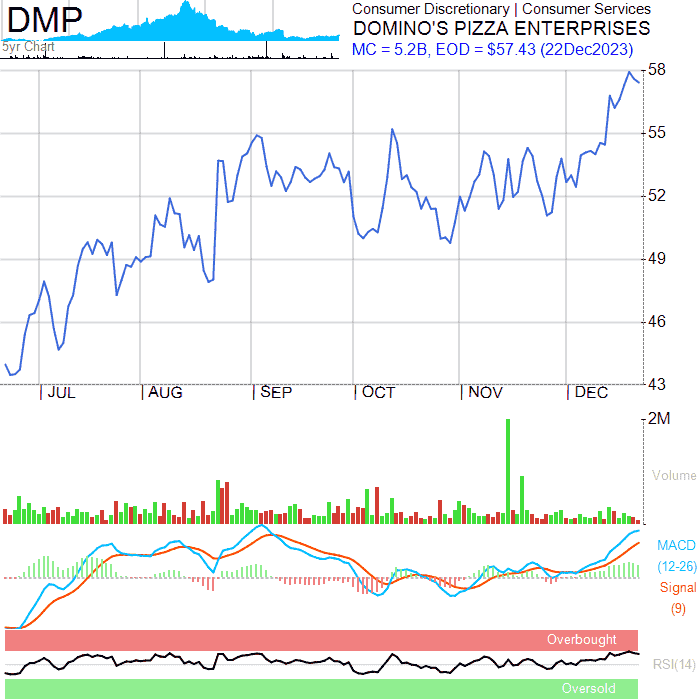 DMP
5yr Chart
Consumer Discretionary | Consumer Services
DOMINO'S PIZZA ENTERPRISES
MC = 5.2B, EOD = $57.43 (22Dec2023)
58
55
52
49
46
43
JUL AUG SEP OCT NOV DEC
2M
Volume
MACD
(12-26)
Signal
(9)
Overbought
RSI(14)
Oversold